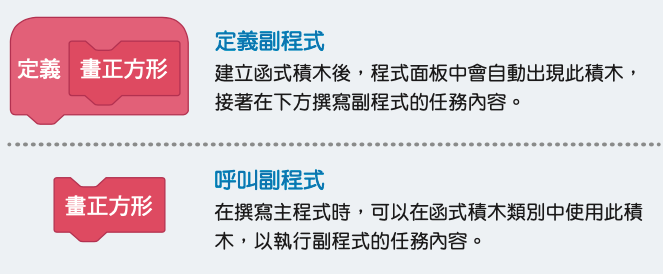 定義 畫正方形
定義副程式
建立函式積木後，程式面板中會自動出現此積木，
接著在下方撰寫副程式的任務內容。
畫正方形
呼叫副程式
在撰寫主程式時，可以在函式積木類別中使用此積
木，以執行副程式的任務內容。